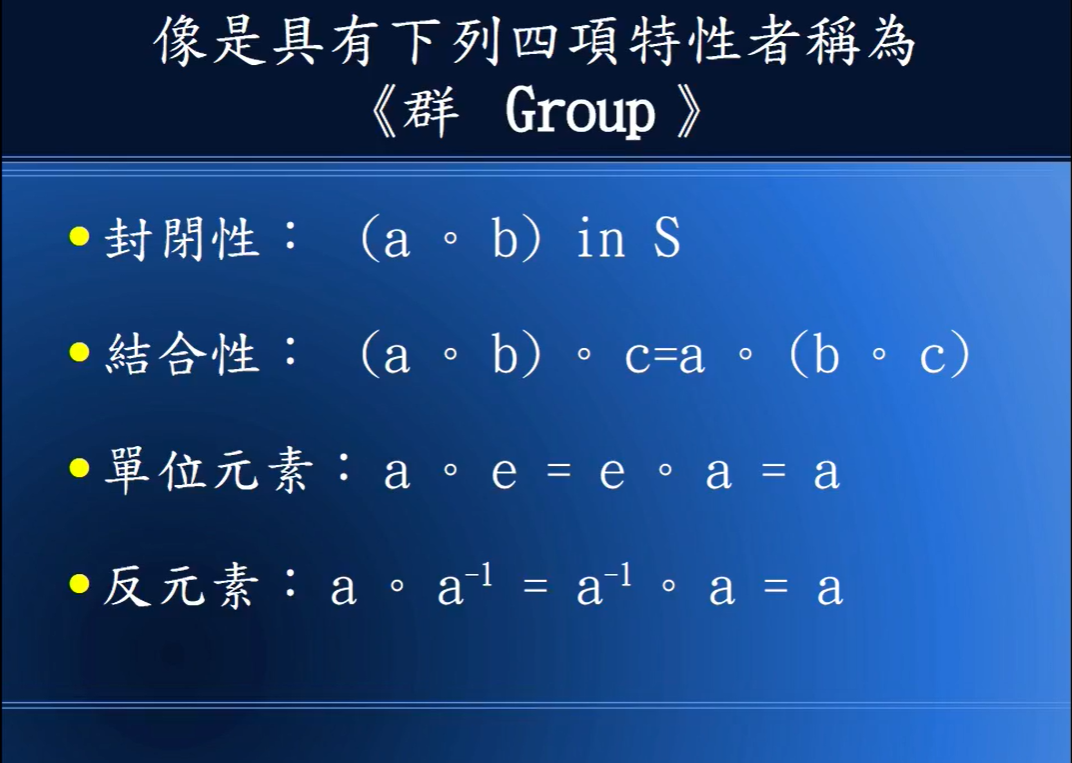 像是具有下列四項特性者稱為
《群 Group》
•封閉性： (a ∘ b) in S
•結合性： (a ∘ b) ∘ c=a ∘ (b ∘ c)
•單位元素：a ∘ e = e ∘ a = a
•反元素：a ∘ a⁻¹ = a⁻¹ ∘ a = a